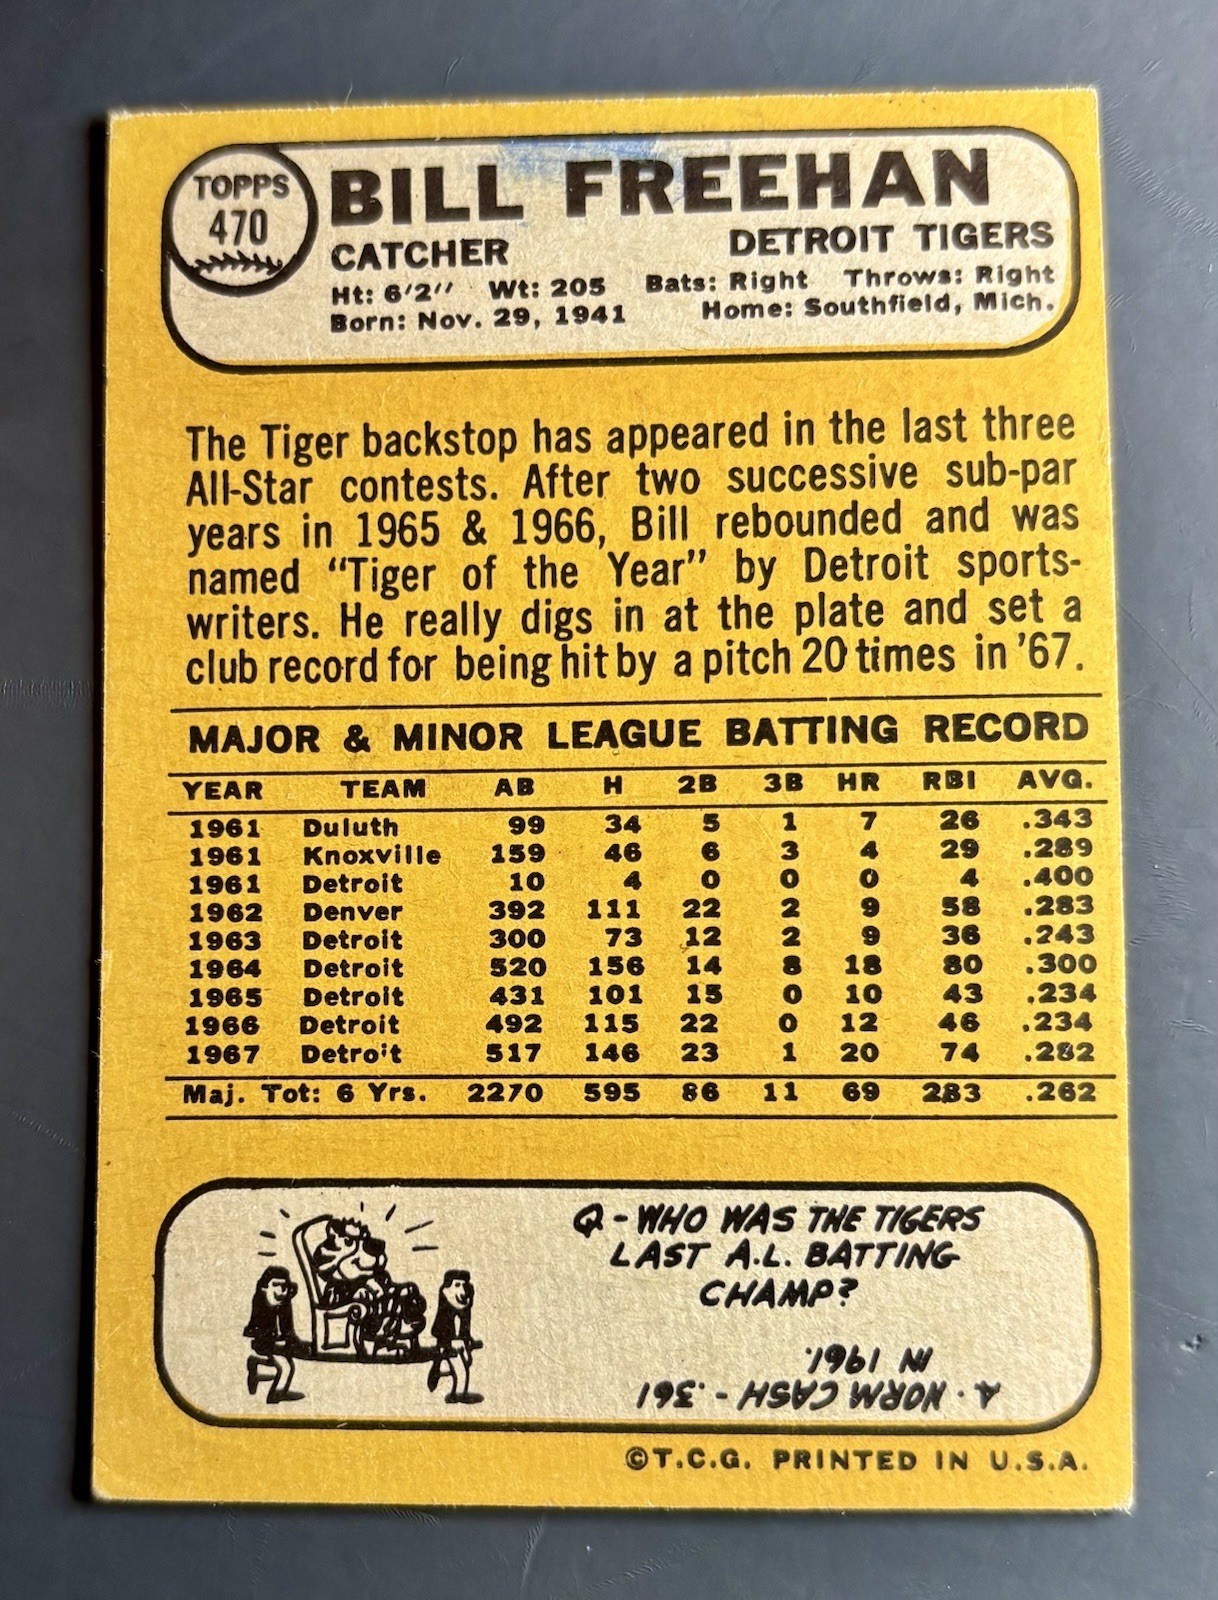 TOPPS
470
BILL FREEHAN
CATCHER DETROIT TIGERS
Ht: 6'2" Wt: 205 Bats: Right Throws: Right
Born: Nov. 29, 1941 Home: Southfield, Mich.
The Tiger backstop has appeared in the last three
All-Star contests. After two successive sub-par
years in 1965 & 1966, Bill rebounded and was
named "Tiger of the Year" by Detroit sports-
writers. He really digs in at the plate and set a
club record for being hit by a pitch 20 times in '67.
MAJOR & MINOR LEAGUE BATTING RECORD
YEAR TEAM AB H 2B 3B HR RBI AVG.
1961 Duluth 99 34 5 1 7 26 .343
1961 Knoxville 159 46 6 3 4 29 .289
1961 Detroit 10 4 0 0 0 4 .400
1962 Denver 392 111 22 2 9 58 .283
1963 Detroit 300 73 12 2 9 36 .243
1964 Detroit 520 156 14 8 18 80 .300
1965 Detroit 431 101 15 0 10 43 .234
1966 Detroit 492 115 22 0 12 46 .234
1967 Detroit 517 146 23 1 20 74 .282
Maj. Tot: 6 Yrs. 2270 595 86 11 69 283 .262
Q - WHO WAS THE TIGERS
LAST A.L. BATTING
CHAMP?
A. NORM CASH - .361
IN 1961.
©T.C.G. PRINTED IN U.S.A.